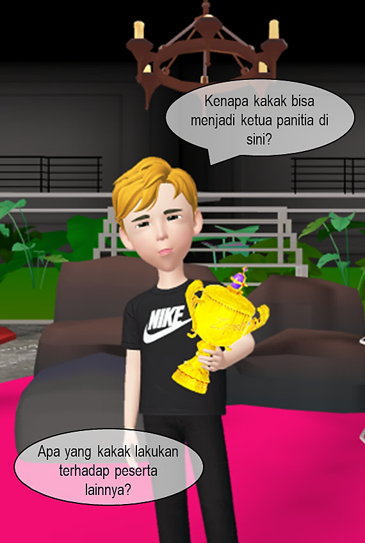 Kenapa kakak bisa
menjadi ketua panitia di
sini?
NIKE
Apa yang kakak lakukan
terhadap peserta
lainnya?